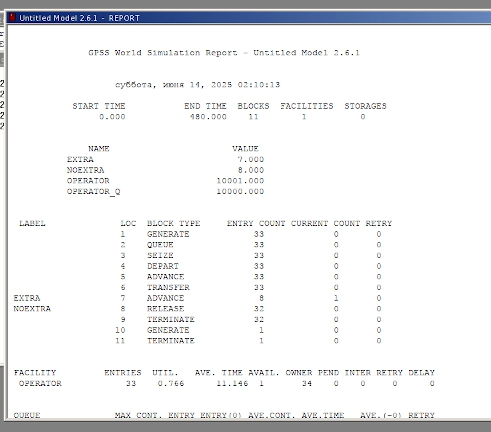 Untitled Model 2.6.1 - REPORT
GPSS World Simulation Report - Untitled Model 2.6.1
суббота, июня 14, 2025 02:10:13
START TIME END TIME BLOCKS FACILITIES STORAGES
0.000 480.000 11 1 0
NAME VALUE
EXTRA 7.000
NOEXTRA 8.000
OPERATOR 10001.000
OPERATOR_Q 10000.000
LABEL LOC BLOCK TYPE ENTRY COUNT CURRENT COUNT RETRY
1 GENERATE 33 0 0
2 QUEUE 33 0 0
3 SEIZE 33 0 0
4 DEPART 33 0 0
5 ADVANCE 33 0 0
6 TRANSFER 33 0 0
EXTRA 7 ADVANCE 8 1 0
NOEXTRA 8 RELEASE 32 0 0
9 TERMINATE 32 0 0
10 GENERATE 1 0 0
11 TERMINATE 1 0 0
FACILITY ENTRIES UTIL. AVE. TIME AVAIL. OWNER PEND INTER RETRY DELAY
OPERATOR 33 0.766 11.146 1 34 0 0 0 0
QUEUE MAX CONT. ENTRY ENTRY(0) AVE.CONT. AVE.TIME AVE.(-0) RETRY